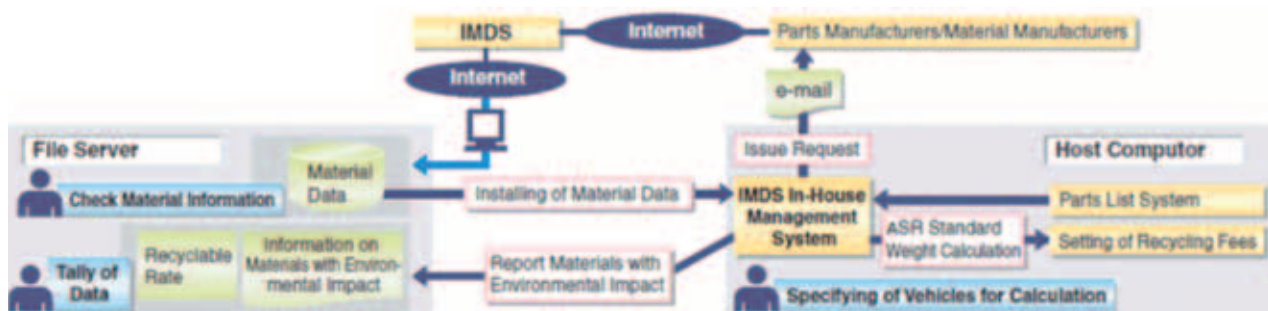 IMDS
Internet
Parts Manufacturers/Material Manufacturers
Internet
e-mail
File Server
Issue Request
Host Computor
Material
Data
Check Material Information
Installing of Material Data
IMDS In-House
Management
System
Parts List System
ASR Standard
Weight Calculation
Setting of Recycling Fees
Recyclable
Rate
Information on
Materials with Environ-
mental Impact
Report Materials with
Environmental Impact
Tally of
Data
Specifying of Vehicles for Calculation